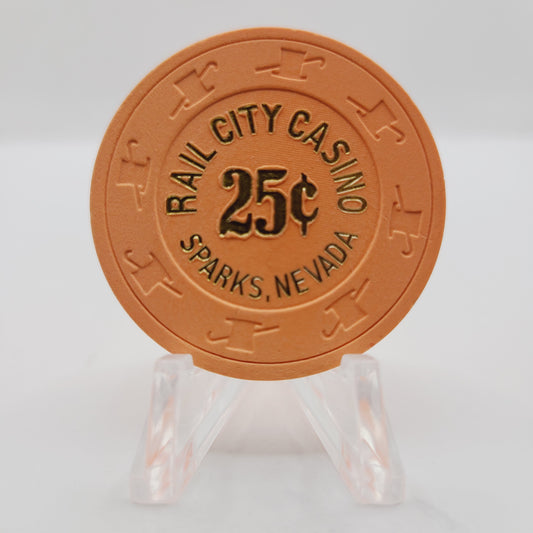 RAIL CITY CASINO
25¢
SPARKS, NEVADA